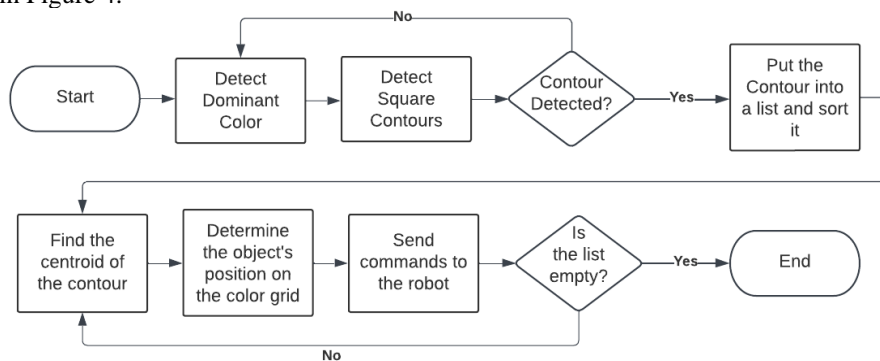 in Figure 4.
No
Start
Detect
Dominant
Color
Detect
Square
Contours
Contour
Detected?
Yes
Put the
Contour into
a list and sort
it
Find the
centroid of
the contour
Determine
the object's
position on
the color grid
Send
commands to
the robot
Is
the list
empty?
Yes
End
No